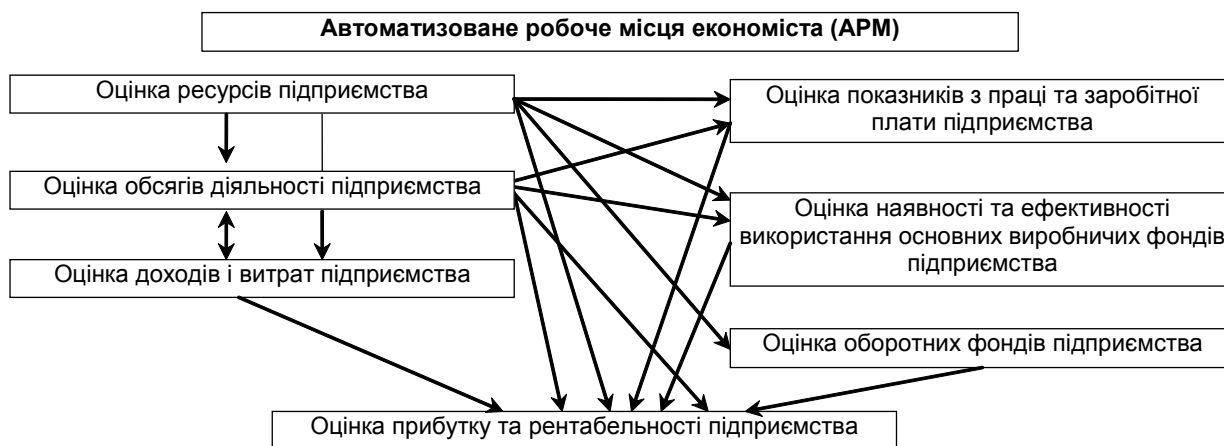 Автоматизоване робоче місця економіста (АРМ)
Оцінка ресурсів підприємства
Оцінка обсягів діяльності підприємства
Оцінка доходів і витрат підприємства
Оцінка показників з праці та заробітної
плати підприємства
Оцінка наявності та ефективності
використання основних виробничих фондів
підприємства
Оцінка оборотних фондів підприємства
Оцінка прибутку та рентабельності підприємства